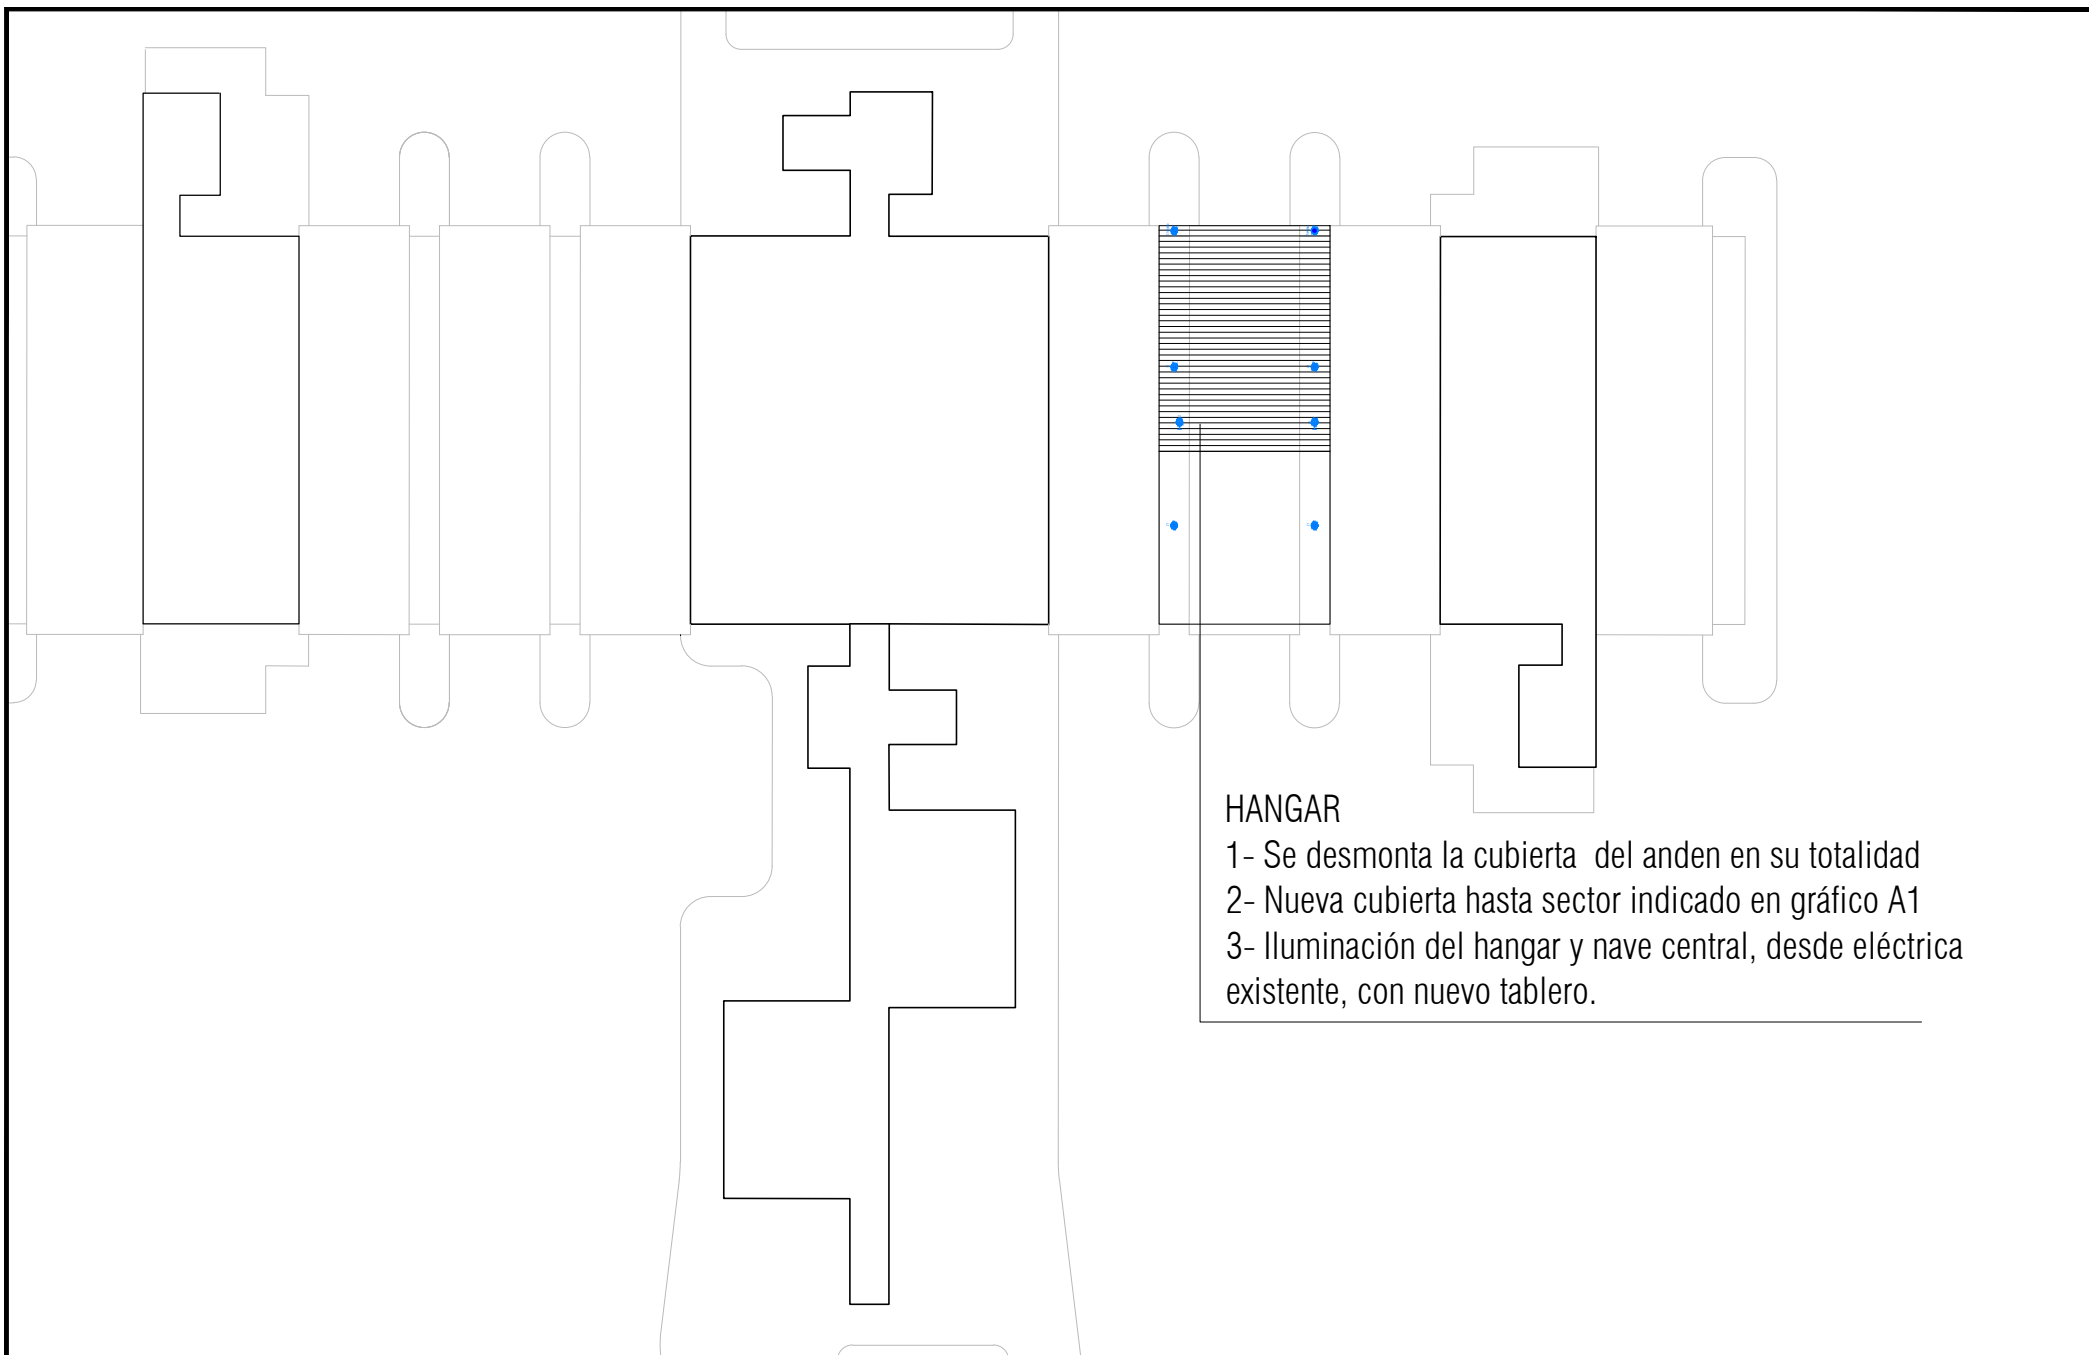 HANGAR
1- Se desmonta la cubierta del anden en su totalidad
2- Nueva cubierta hasta sector indicado en gráfico A1
3- Iluminación del hangar y nave central, desde eléctrica
existente, con nuevo tablero.